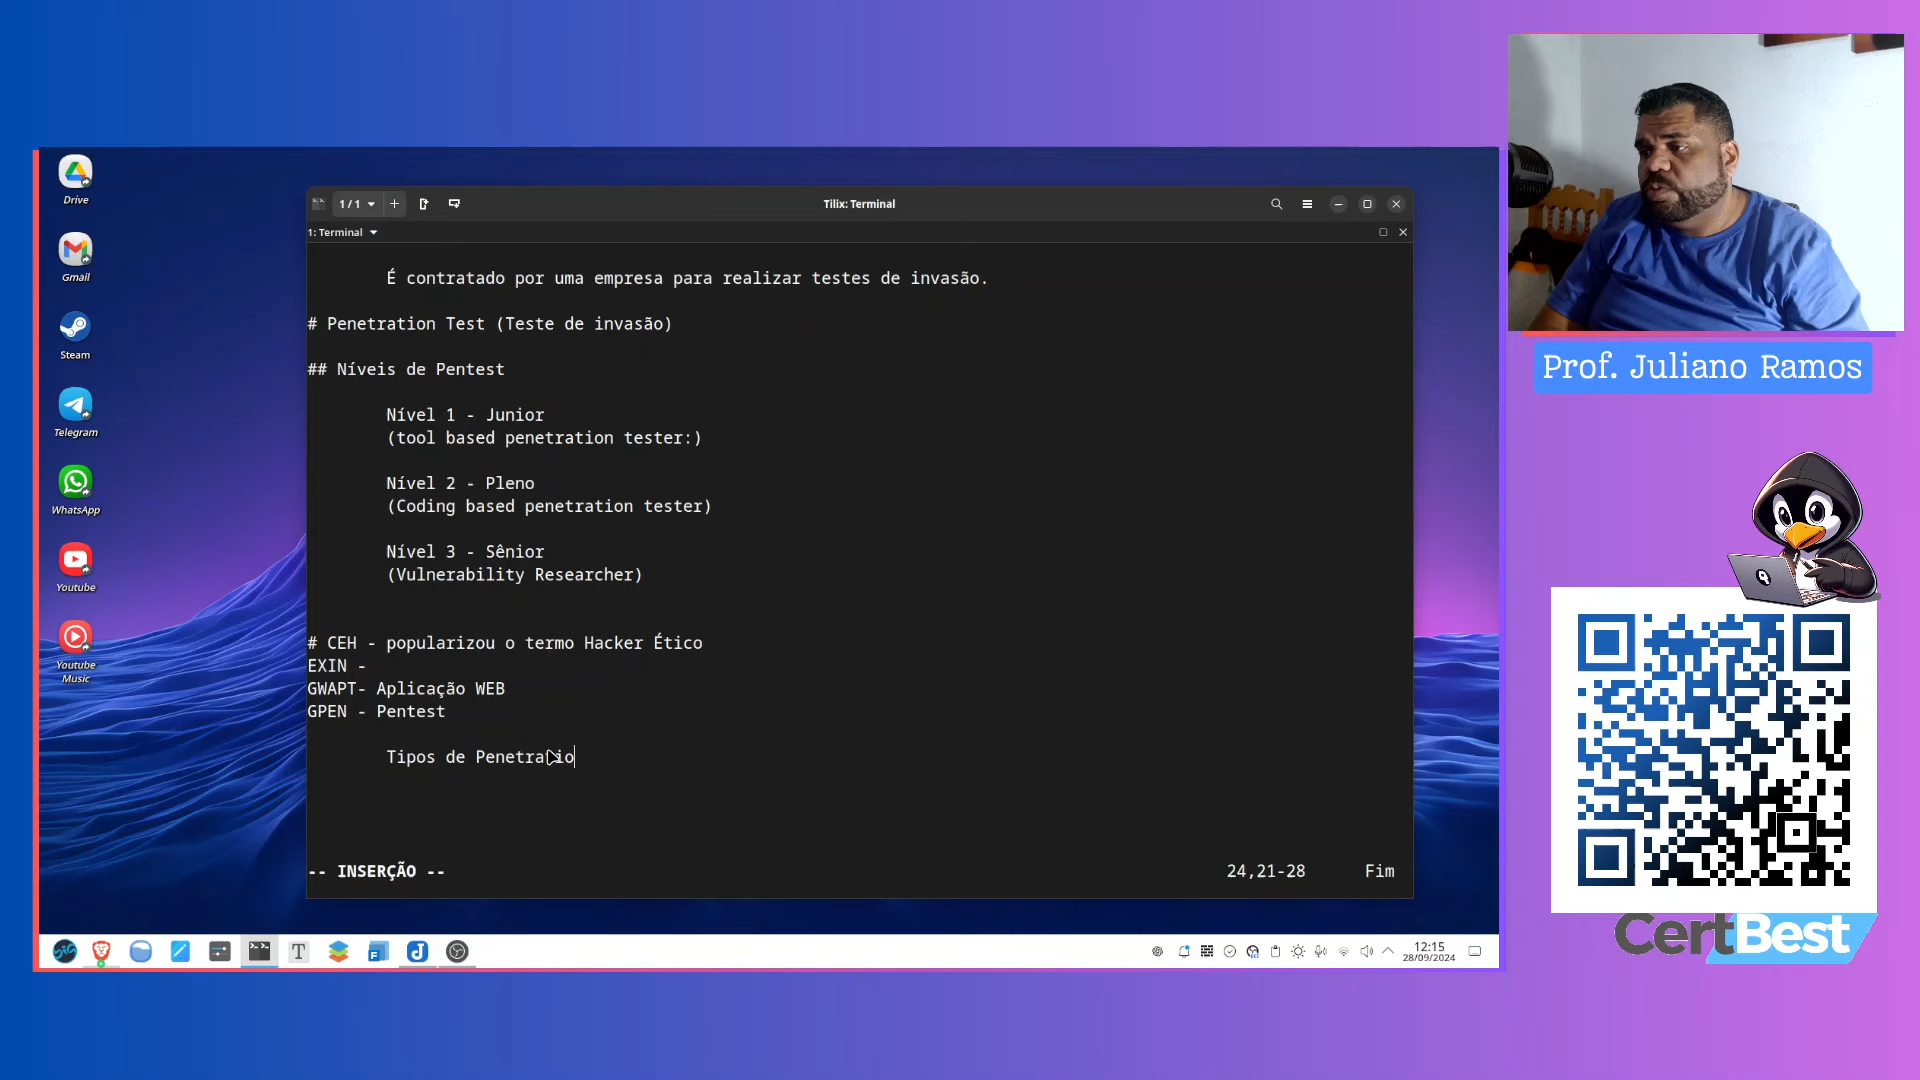 Drive
Gmail
Steam
Telegram
WhatsApp
Youtube
Youtube
Music
1 / 1
Tilix: Terminal
1: Terminal
É contratado por uma empresa para realizar testes de invasão.
# Penetration Test (Teste de invasão)
## Níveis de Pentest
Nível 1 - Junior
(tool based penetration tester:)
Nível 2 - Pleno
(Coding based penetration tester)
Nível 3 - Sênior
(Vulnerability Researcher)
# CEH - popularizou o termo Hacker Ético
EXIN -
GWAPT- Aplicação WEB
GPEN - Pentest
Tipos de
-- INSERÇÃO --
24,21-28
Fim
12:15
28/09/2024
Prof. Juliano Ramos
CertBest